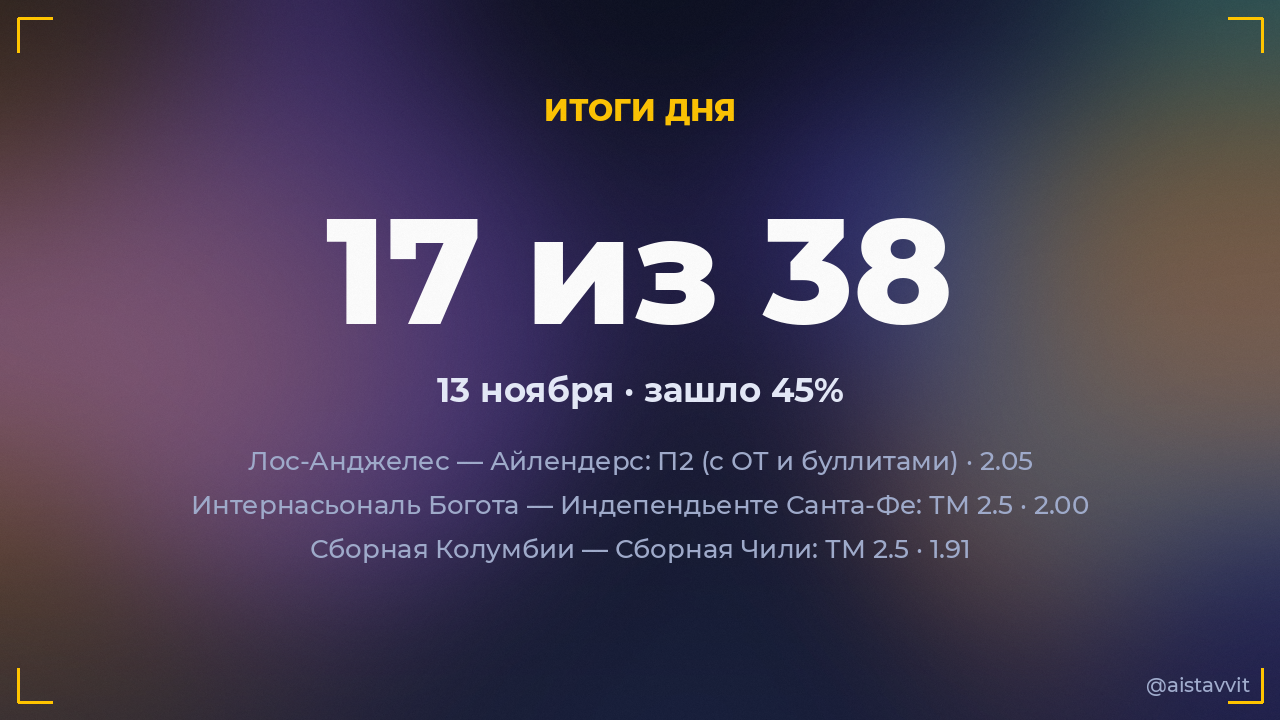 ИТОГИ ДНЯ
17 из 38
13 ноября · зашло 45%
Лос-Анджелес — Айлендерс: П2 (с ОТ и буллитами) · 2.05
Интернасьональ Богота — Индепендьенте Санта-Фе: ТМ 2.5 · 2.00
Сборная Колумбии — Сборная Чили: ТМ 2.5 · 1.91
@aistavvit